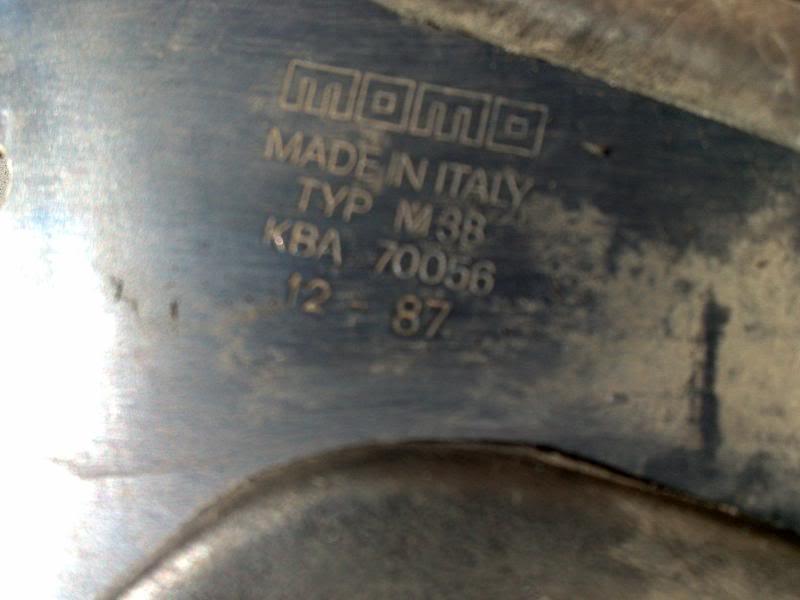 momo
MADE IN ITALY
TYP M38
KBA 70056
12 - 87